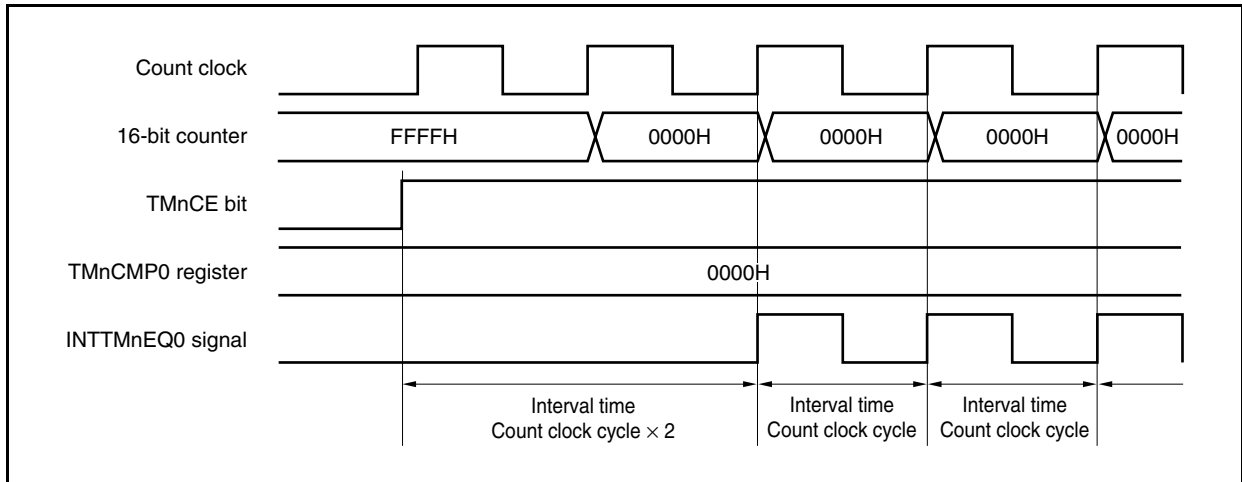 Count clock
16-bit counter
FFFFH
0000H
0000H
0000H
0000H
TMnCE bit
TMnCMP0 register
0000H
INTTMnEQ0 signal
Interval time
Count clock cycle × 2
Interval time
Count clock cycle
Interval time
Count clock cycle